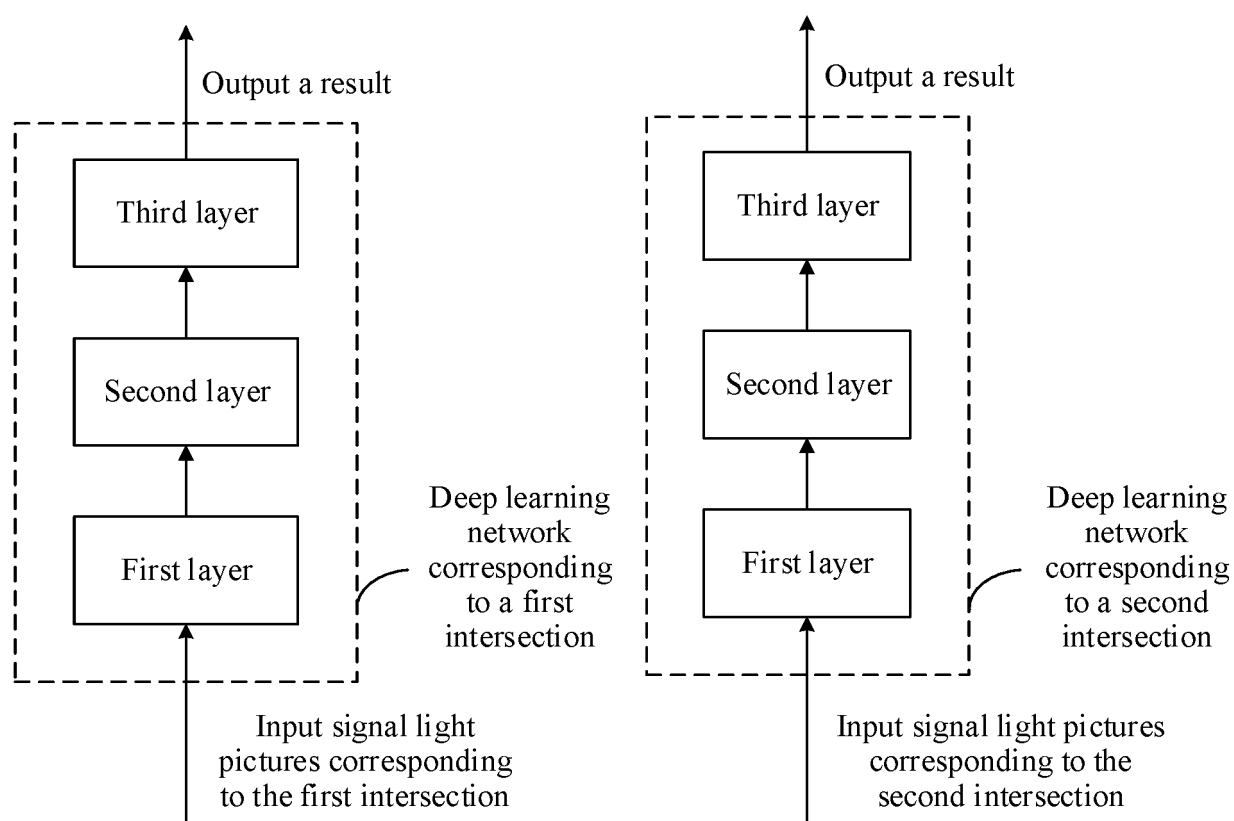 Output a result
Third layer
Second layer
First layer
Deep learning
network
corresponding
to a first
intersection
Input signal light
pictures corresponding
to the first intersection
Output a result
Third layer
Second layer
First layer
Deep learning
network
corresponding
to a second
intersection
Input signal light pictures
corresponding to the
second intersection